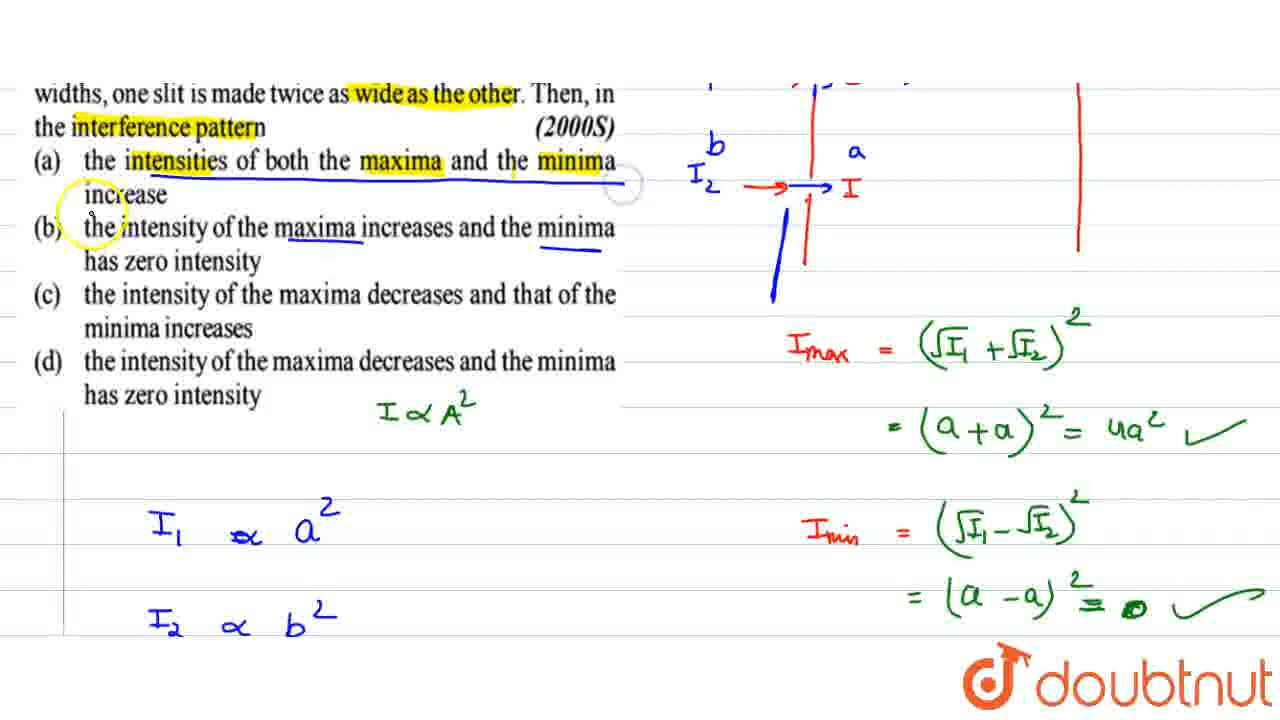 widths, one slit is made twice as wide as the other. Then, in
the interference pattern (2000S)
(a) the intensities of both the maxima and the minima
increase
(b) the intensity of the maxima increases and the minima
has zero intensity
(c) the intensity of the maxima decreases and that of the
minima increases
(d) the intensity of the maxima decreases and the minima
has zero intensity
I ∝ A²
I₁ ∝ a²
I₂ ∝ b²
b
I₂
a
I
Imax = (√I₁ + √I₂)²
= (a + a)² = 4a²
Imin = (√I₁ - √I₂)²
= (a - a)² = 0
doubtnut